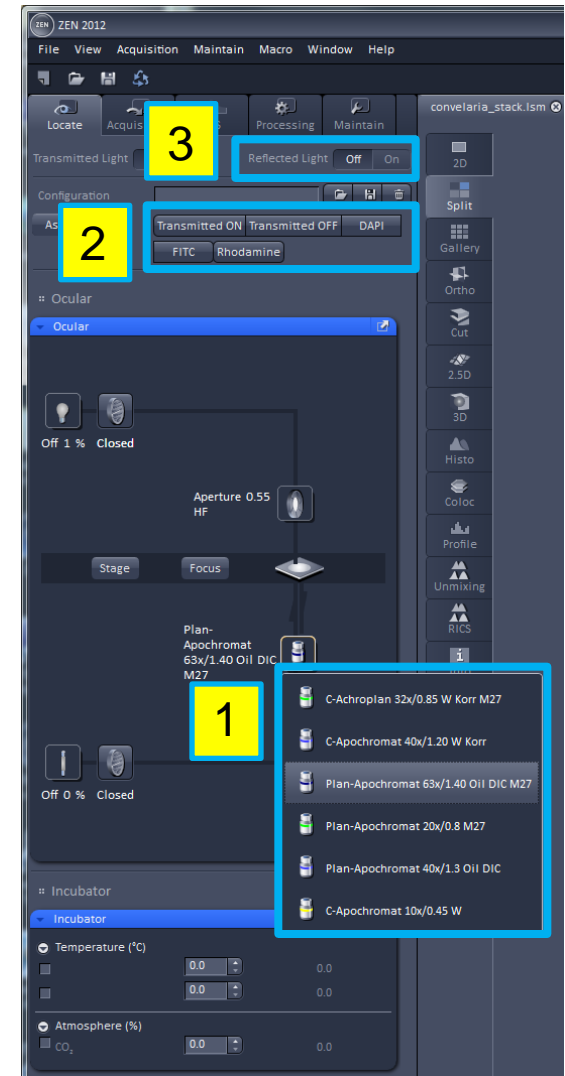 ZEN ZEN 2012
File View Acquisition Maintain Macro Window Help
Locate Acquis Processing Maintain
convelaria_stack.lsm
3
Transmitted Light
Reflected Light Off On
2D
Configuration
Split
As
2
Transmitted ON Transmitted OFF DAPI
FITC Rhodamine
Gallery
Ocular
Ortho
Ocular
Cut
2.5D
3D
Off 1 % Closed
Histo
Aperture 0.55
HF
Coloc
Profile
Stage Focus
Unmixing
Plan-
Apochromat
63x/1.40 Oil DIC
M27
RICS
1
C-Achroplan 32x/0.85 W Korr M27
C-Apochromat 40x/1.20 W Korr
Plan-Apochromat 63x/1.40 Oil DIC M27
Off 0 % Closed
Plan-Apochromat 20x/0.8 M27
Plan-Apochromat 40x/1.3 Oil DIC
C-Apochromat 10x/0.45 W
Incubator
Incubator
Temperature (°C)
0.0 0.0
0.0 0.0
Atmosphere (%)
CO₂ 0.0 0.0